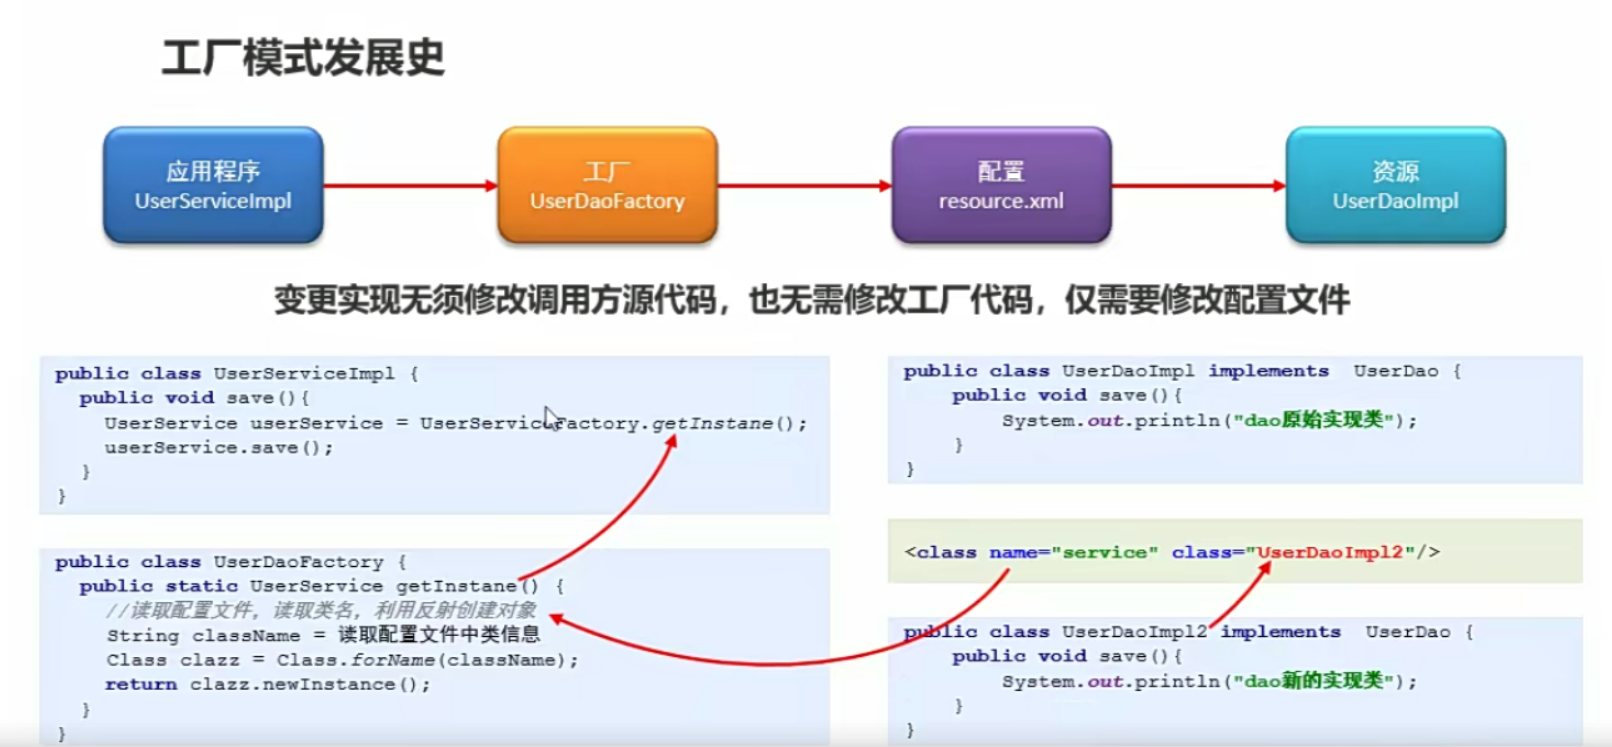 工厂模式发展史
应用程序
UserServiceImpl
工厂
UserDaoFactory
配置
resource.xml
资源
UserDaoImpl
变更实现无须修改调用方源代码，也无需修改工厂代码，仅需要修改配置文件
public class UserServiceImpl {
public void save(){
UserService userService = UserServiceFactory.getInstane();
userService.save();
}
}
public class UserDaoFactory {
public static UserService getInstane() {
//读取配置文件，读取类名，利用反射创建对象
String className = 读取配置文件中类信息
Class clazz = Class.forName(className);
return clazz.newInstance();
}
}
public class UserDaoImpl implements UserDao {
public void save(){
System.out.println("dao原始实现类");
}
}
<class name="service" class="UserDaoImpl2"/>
public class UserDaoImpl2 implements UserDao {
public void save(){
System.out.println("dao新的实现类");
}
}